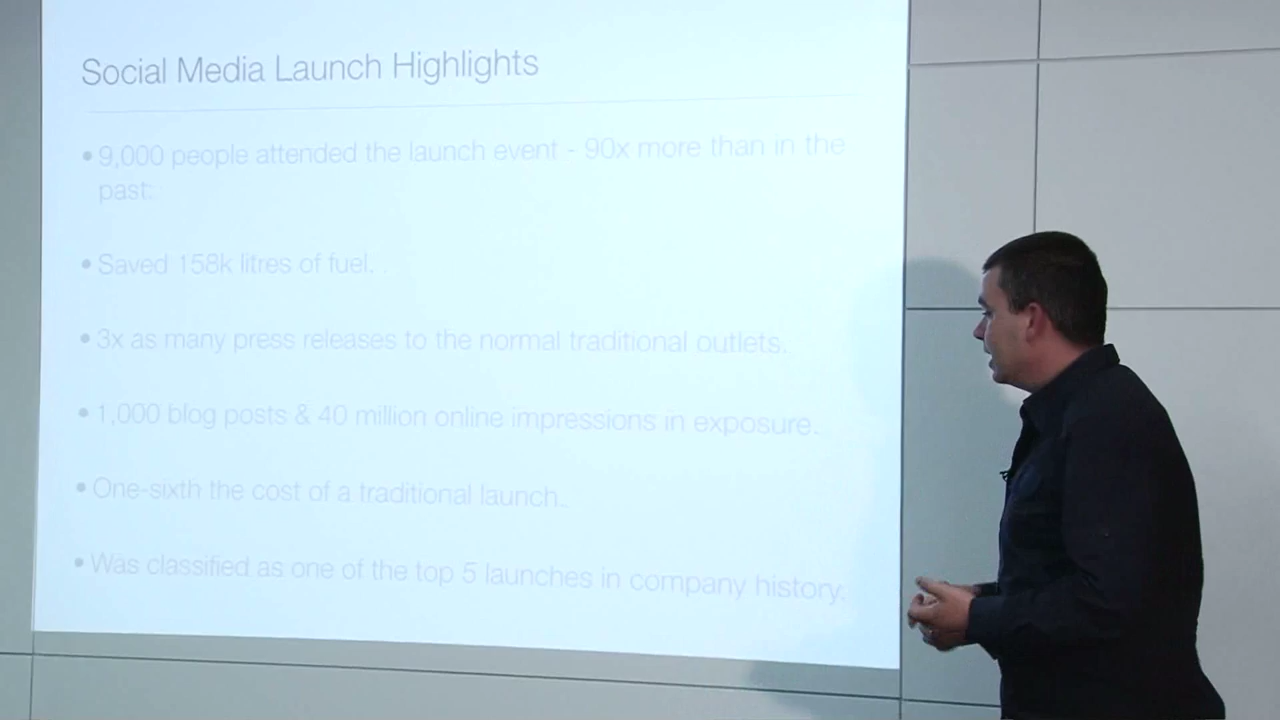 Social Media Launch Highlights
• 9,000 people attended the launch event - 90x more than in the
past.
• Saved 158k litres of fuel.
• 3x as many press releases to the normal traditional outlets.
• 1,000 blog posts & 40 million online impressions in exposure.
• One-sixth the cost of a traditional launch.
• Was classified as one of the top 5 launches in company history.